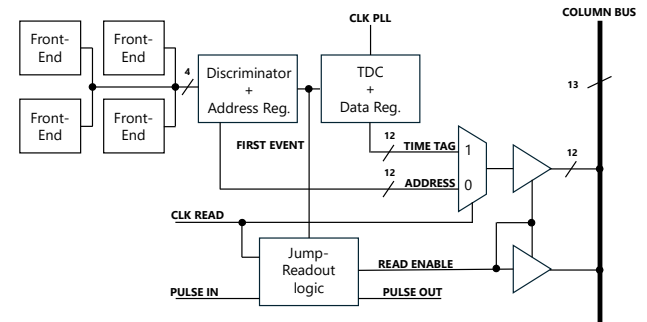 CLK PLL
COLUMN BUS
Front-
End
Front-
End
4
Discriminator
+
Address Reg.
TDC
+
Data Reg.
13
Front-
End
Front-
End
FIRST EVENT
12
TIME TAG
1
12
12
ADDRESS
0
CLK READ
Jump-
Readout
logic
READ ENABLE
PULSE IN
PULSE OUT